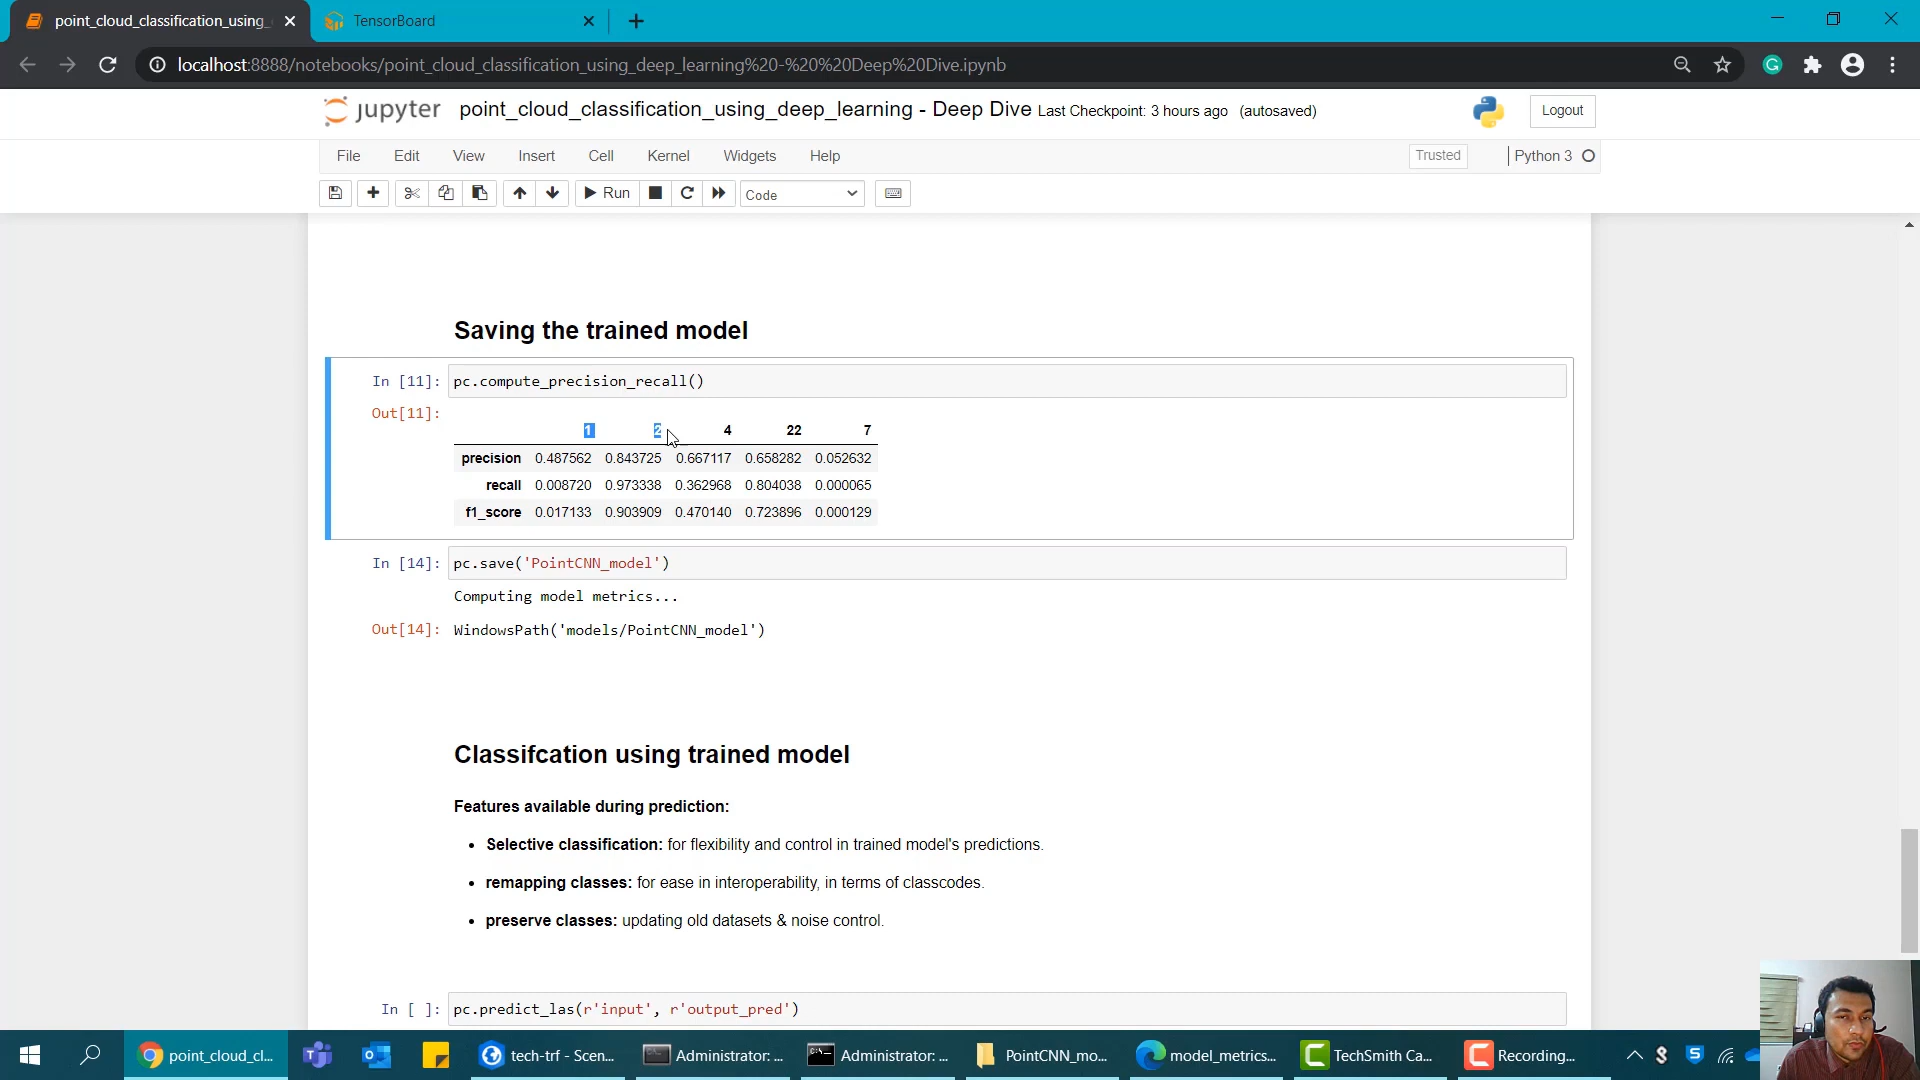 point_cloud_classification_using_
TensorBoard
localhost:8888/notebooks/point_cloud_classification_using_deep_learning%20-%20%20Deep%20Dive.ipynb
jupyter point_cloud_classification_using_deep_learning - Deep Dive Last Checkpoint: 3 hours ago (autosaved)
Logout
File Edit View Insert Cell Kernel Widgets Help
Trusted
Python 3
Run
Code
Saving the trained model
In [11]: pc.compute_precision_recall()
Out[11]:
1 2 4 22 7
precision 0.487562 0.843725 0.667117 0.658282 0.052632
recall 0.008720 0.973338 0.362968 0.804038 0.000065
f1_score 0.017133 0.903909 0.470140 0.723896 0.000129
In [14]: pc.save('PointCNN_model')
Computing model metrics...
Out[14]: WindowsPath('models/PointCNN_model')
Classifcation using trained model
Features available during prediction:
• Selective classification: for flexibility and control in trained model's predictions.
• remapping classes: for ease in interoperability, in terms of classcodes.
• preserve classes: updating old datasets & noise control.
In [ ]: pc.predict_las(r'input', r'output_pred')
point_cloud_cl...
tech-trf - Scen...
Administrator: ...
Administrator: ...
PointCNN_mo...
model_metrics...
TechSmith Ca...
Recording...